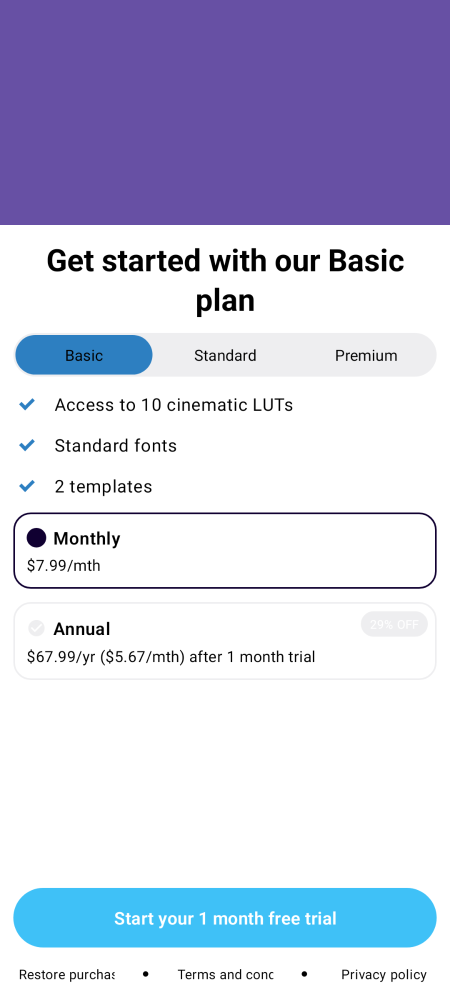 Get started with our Basic
plan
Basic
Standard
Premium
Access to 10 cinematic LUTs
Standard fonts
2 templates
Monthly
$7.99/mth
Annual
29% OFF
$67.99/yr ($5.67/mth) after 1 month trial
Start your 1 month free trial
Restore purchas
Terms and conc
Privacy policy